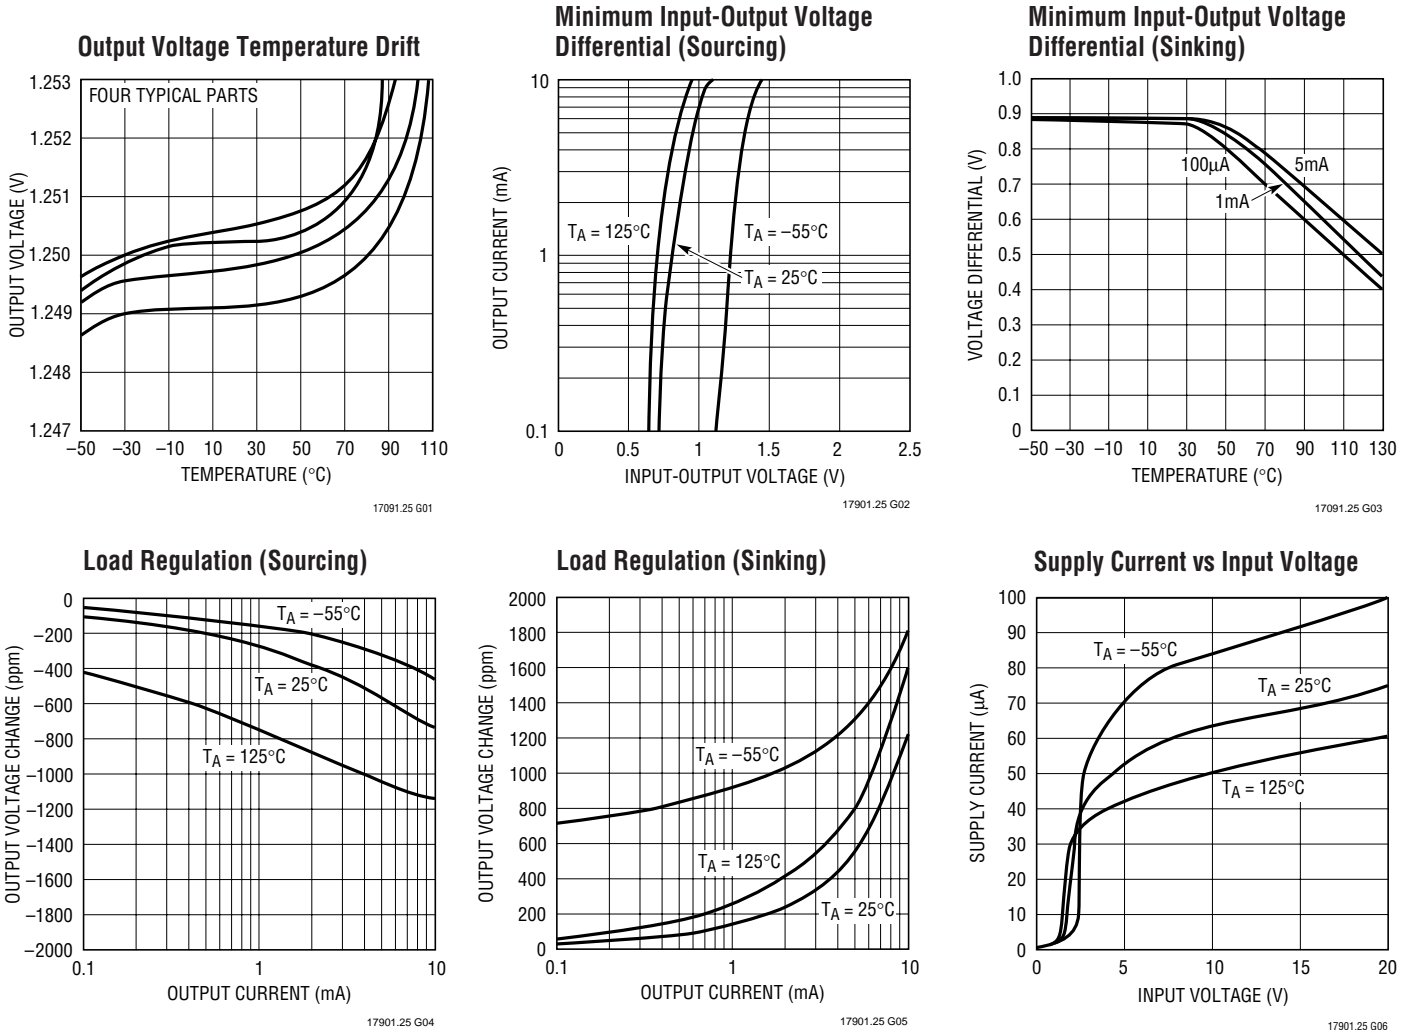 Output Voltage Temperature Drift
1.253
1.252
1.251
1.250
1.249
1.248
1.247
OUTPUT VOLTAGE (V)
FOUR TYPICAL PARTS
–50 –30 –10 10 30 50 70 90 110
TEMPERATURE (°C)
17091.25 G01
Minimum Input-Output Voltage
Differential (Sourcing)
10
1
0.1
OUTPUT CURRENT (mA)
TA = 125°C
TA = –55°C
TA = 25°C
0 0.5 1 1.5 2 2.5
INPUT-OUTPUT VOLTAGE (V)
17901.25 G02
Minimum Input-Output Voltage
Differential (Sinking)
1.0
0.9
0.8
0.7
0.6
0.5
0.4
0.3
0.2
0.1
0
VOLTAGE DIFFERENTIAL (V)
100µA
5mA
1mA
–50 –30 –10 10 30 50 70 90 110 130
TEMPERATURE (°C)
17091.25 G03
Load Regulation (Sourcing)
0
–200
–400
–600
–800
–1000
–1200
–1400
–1600
–1800
–2000
OUTPUT VOLTAGE CHANGE (ppm)
TA = –55°C
TA = 25°C
TA = 125°C
0.1 1 10
OUTPUT CURRENT (mA)
17901.25 G04
Load Regulation (Sinking)
2000
1800
1600
1400
1200
1000
800
600
400
200
0
OUTPUT VOLTAGE CHANGE (ppm)
TA = –55°C
TA = 125°C
TA = 25°C
0.1 1 10
OUTPUT CURRENT (mA)
17901.25 G05
Supply Current vs Input Voltage
100
90
80
70
60
50
40
30
20
10
0
SUPPLY CURRENT (µA)
TA = –55°C
TA = 25°C
TA = 125°C
0 5 10 15 20
INPUT VOLTAGE (V)
17901.25 G06